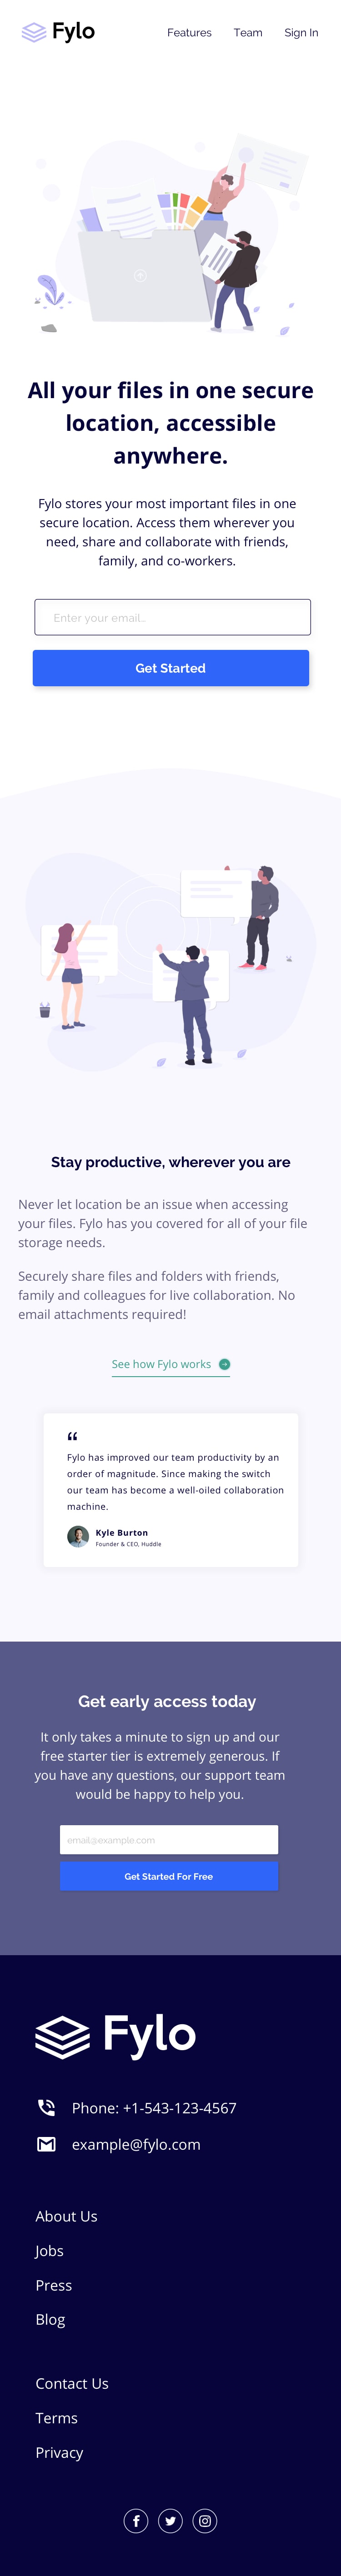 Fylo
Features Team Sign In
All your files in one secure
location, accessible
anywhere.
Fylo stores your most important files in one
secure location. Access them wherever you
need, share and collaborate with friends,
family, and co-workers.
Enter your email...
Get Started
Stay productive, wherever you are
Never let location be an issue when accessing
your files. Fylo has you covered for all of your file
storage needs.
Securely share files and folders with friends,
family and colleagues for live collaboration. No
email attachments required!
See how Fylo works
“
Fylo has improved our team productivity by an
order of magnitude. Since making the switch
our team has become a well-oiled collaboration
machine.
Kyle Burton
Founder & CEO, Huddle
Get early access today
It only takes a minute to sign up and our
free starter tier is extremely generous. If
you have any questions, our support team
would be happy to help you.
email@example.com
Get Started For Free
Fylo
Phone: +1-543-123-4567
example@fylo.com
About Us
Jobs
Press
Blog
Contact Us
Terms
Privacy